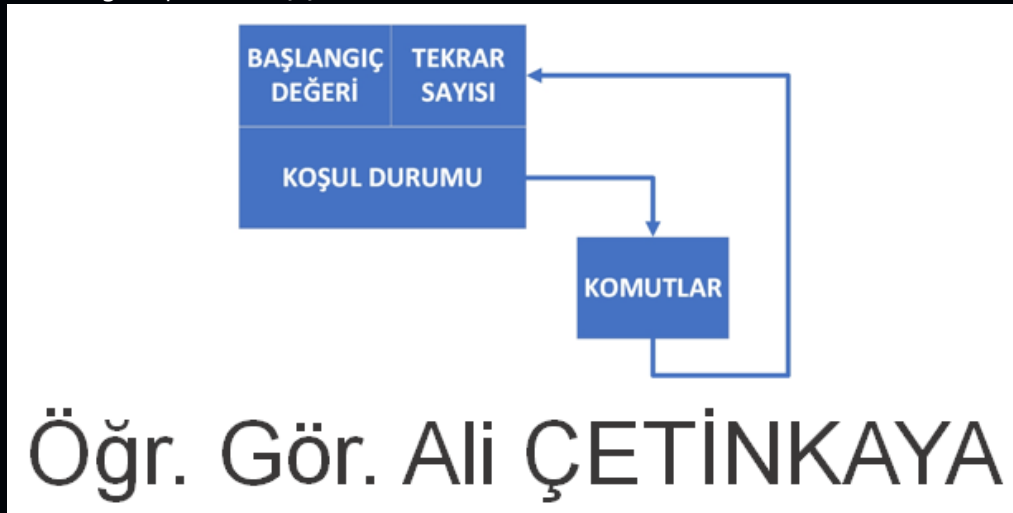 BAŞLANGIÇ DEĞERİ
TEKRAR SAYISI
KOŞUL DURUMU
KOMUTLAR
Öğr. Gör. Ali ÇETİNKAYA